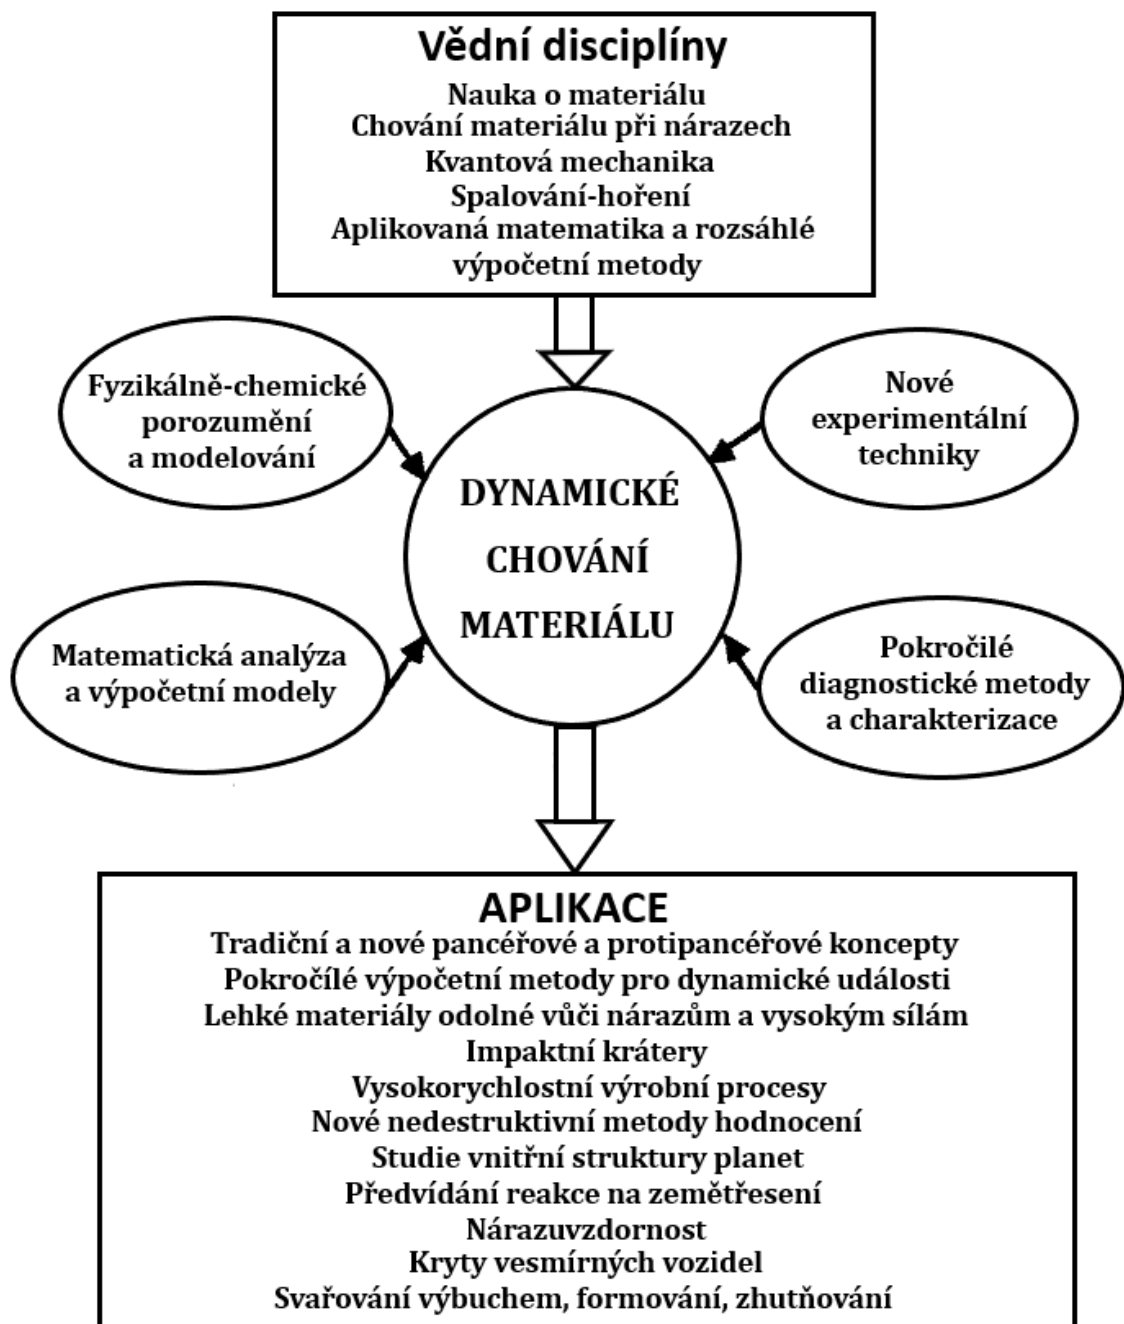 Vědní disciplíny
Nauka o materiálu
Chování materiálu při nárazech
Kvantová mechanika
Spalování-hoření
Aplikovaná matematika a rozsáhlé
výpočetní metody
Fyzikálně-chemické
porozumění
a modelování
Nové
experimentální
techniky
DYNAMICKÉ
CHOVÁNÍ
MATERIÁLU
Matematická analýza
a výpočetní modely
Pokročilé
diagnostické metody
a charakterizace
APLIKACE
Tradiční a nové pancéřové a protipancéřové koncepty
Pokročílé výpočetní metody pro dynamické události
Lehké materiály odolné vůči nárazům a vysokým sílám
Impaktní krátery
Vysokorychlostní výrobní procesy
Nové nedestruktivní metody hodnocení
Studie vnitřní struktury planet
Předvídání reakce na zemětřesení
Nárazuvzdornost
Kryty vesmírných vozidel
Svařování výbuchem, formování, zhutňování